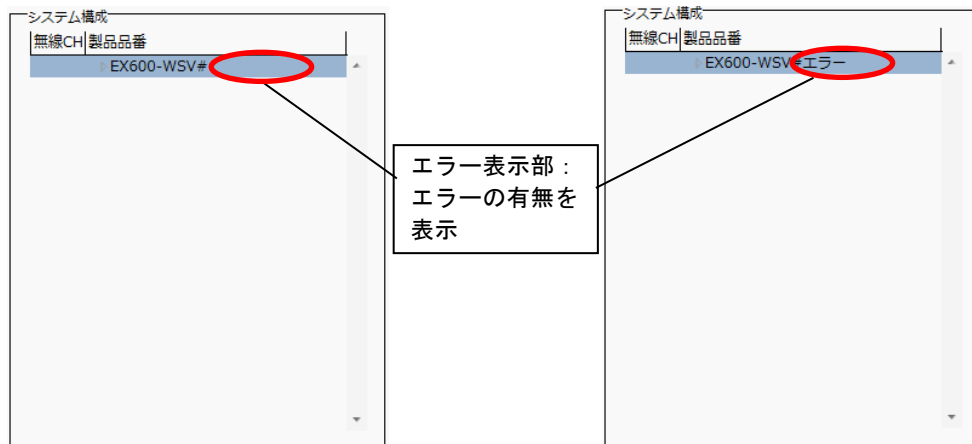 システム構成
無線CH 製品品番
EX600-WSV#
エラー表示部：
エラーの有無を
表示
システム構成
無線CH 製品品番
EX600-WSV#エラー